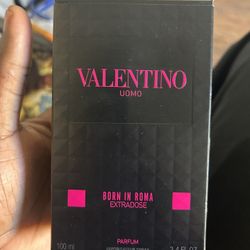 VALENTINO
UOMO
BORN IN ROMA
EXTRADOSE
PARFUM
100 ml
3.4 FL.OZ